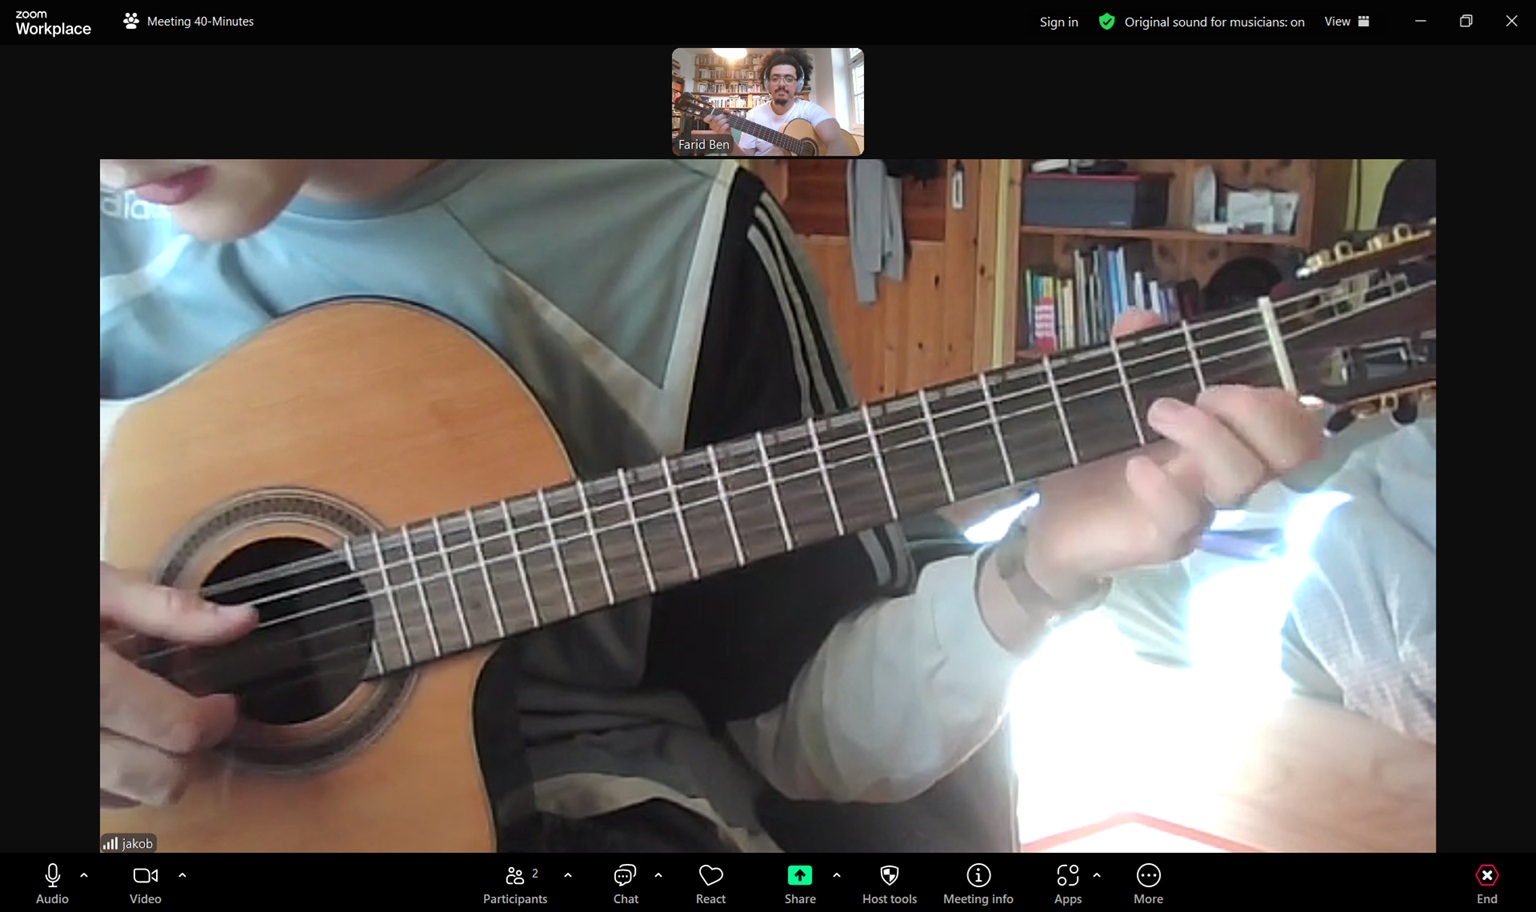 zoom
Workplace
Meeting 40-Minutes
Sign in
Original sound for musicians: on
View
Farid Ben
jakob
Audio
Video
2
Participants
Chat
React
Share
Host tools
Meeting info
Apps
More
End